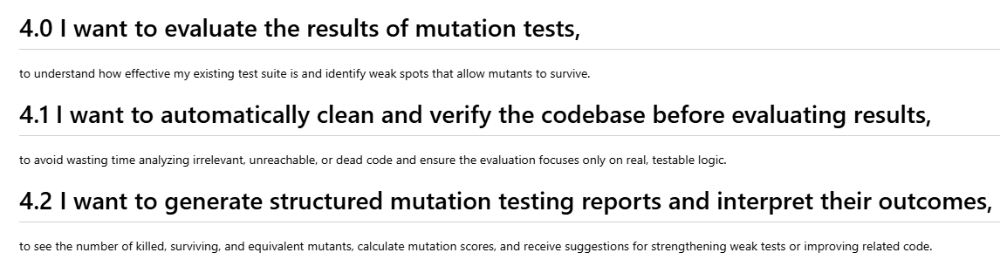 4.0 I want to evaluate the results of mutation tests,
to understand how effective my existing test suite is and identify weak spots that allow mutants to survive.
4.1 I want to automatically clean and verify the codebase before evaluating results,
to avoid wasting time analyzing irrelevant, unreachable, or dead code and ensure the evaluation focuses only on real, testable logic.
4.2 I want to generate structured mutation testing reports and interpret their outcomes,
to see the number of killed, surviving, and equivalent mutants, calculate mutation scores, and receive suggestions for strengthening weak tests or improving related code.